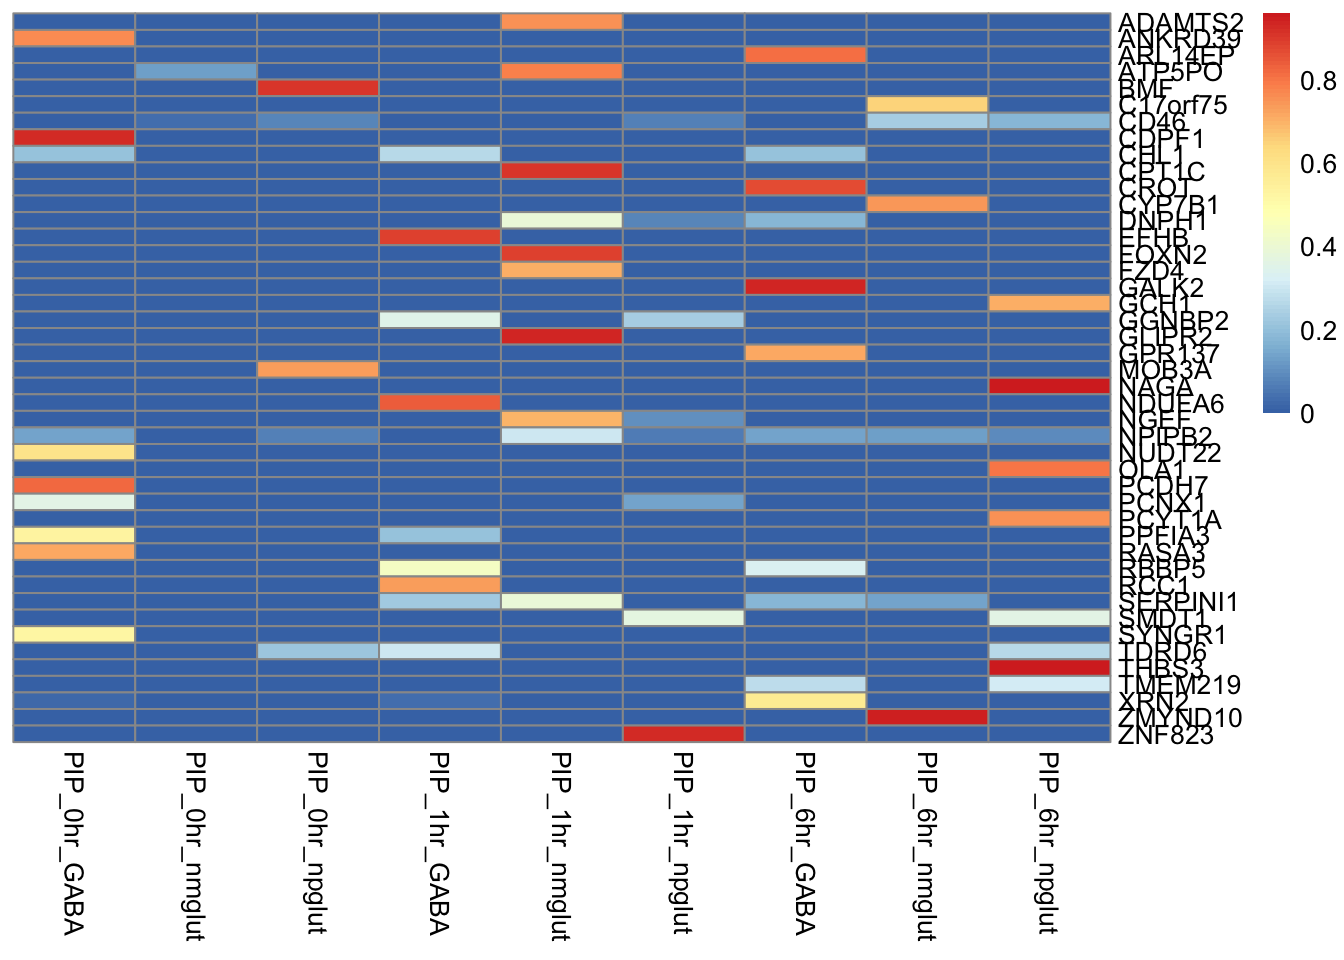 ADAMTS2
ANKRD39
ARL14EP
ATP5PO
BMF
C17orf75
CD46
CDPF1
CHL1
CPT1C
CROT
CYP7B1
DNPH1
EFHB
FOXN2
FZD4
GALK2
GCH1
GGNBP2
GLIPR2
GPR137
MOB3A
NAGA
NDUFA6
NGEF
NPIPB2
NUDT22
OLA1
PCDH7
PCNX1
PCYT1A
PPFIA3
RASA3
RBBP5
RCC1
SERPINI1
SMDT1
SYNGR1
TDRD6
THBS3
TMEM219
XRN2
ZMYND10
ZNF823
0.8
0.6
0.4
0.2
0
PIP_0hr_GABA
PIP_0hr_nmglut
PIP_0hr_npglut
PIP_1hr_GABA
PIP_1hr_nmglut
PIP_1hr_npglut
PIP_6hr_GABA
PIP_6hr_nmglut
PIP_6hr_npglut